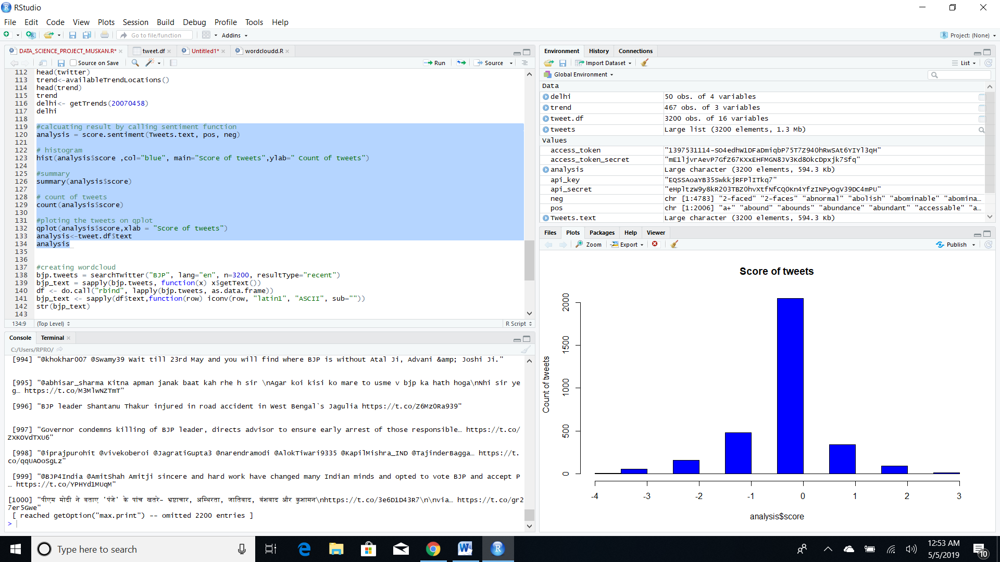 RStudio
File Edit Code View Plots Session Build Debug Profile Tools Help
Go to file/function Addins Project: (None)
DATA_SCIENCE_PROJECT_MUSKAN.R* tweet.df Untitled1* wordcloudd.R
Source on Save Run Source
112 head(twitter)
113 trend<-availableTrendLocations()
114 head(trend)
115 trend
116 delhi<- getTrends(20070458)
117 delhi
118
119 #calcuating result by calling sentiment function
120 analysis = score.sentiment(Tweets.text, pos, neg)
121
122 # histogram
123 hist(analysis$score ,col="blue", main="Score of tweets",ylab=" Count of tweets")
124
125 #summary
126 summary(analysis$score)
127
128 # count of tweets
129 count(analysis$score)
130
131 #ploting the tweets on qplot
132 qplot(analysis$score,xlab = "Score of tweets")
133 analysis<-tweet.df$text
134 analysis
135
136
137 #creating wordcloud
138 bjp.tweets = searchTwitter("BJP", lang="en", n=3200, resultType="recent")
139 bjp_text = sapply(bjp.tweets, function(x) x$getText())
140 df <- do.call("rbind", lapply(bjp.tweets, as.data.frame))
141 bjp_text <- sapply(df$text,function(row) iconv(row, "latin1", "ASCII", sub=""))
142 str(bjp_text)
143
134:9 (Top Level) R Script
Console Terminal
C:/Users/RPRO/
[994] "@khokhar007 @Swamy39 Wait till 23rd May and you will find where BJP is without Atal Ji, Advani &amp; Joshi Ji."
[995] "@abhisar_sharma Kitna apman janak baat kah rhe h sir \nAgar koi kisi ko mare to usme v bjp ka hath hoga\nNhi sir ye
g… https://t.co/M3MlwNZTmT"
[996] "BJP leader Shantanu Thakur injured in road accident in West Bengal`s Jagulia https://t.co/Z6MzORa939"
[997] "Governor condemns killing of BJP leader, directs advisor to ensure early arrest of those responsible… https://t.co/
ZXKOVdTXU6"
[998] "@iprajpurohit @vivekoberoi @JagratiGupta3 @narendramodi @AlokTiwari9335 @KapilMishra_IND @TajinderBagga… https://t.
co/qqUAOoSgLz"
[999] "@BJP4India @AmitShah Amitji sincere and hard work have changed many Indian minds and opted to vote BJP and accept P
… https://t.co/YPHYd1MUqM"
[1000] "पीएम मोदी ने बताए 'पंजे' के पांच खतरे- भ्रष्टाचार, अस्थिरता, जातिवाद, वंशवाद और कुशासन\nhttps://t.co/3e6D1D43R7\n\nvia… https://t.co/gr2
7er5Gwe"
[ reached getOption("max.print") -- omitted 2200 entries ]
>
Environment History Connections
Import Dataset List
Global Environment
Data
delhi 50 obs. of 4 variables
trend 467 obs. of 3 variables
tweet.df 3200 obs. of 16 variables
tweets Large list (3200 elements, 1.3 Mb)
Values
access_token "1397531114-SO4edhW1DFaDmiqbP75T7Z94OhRwSAt6YIYl3qH"
access_token_secret "mE1ljvrAevP7GfZ67KXxEHFMGN8JV3Kd8OkcDpxjk7Sfq"
analysis Large character (3200 elements, 594.3 Kb)
api_key "EQSSAoaYB35SwkkjRFPlITkq7"
api_secret "eHpltzW9y8kR2O3TBZ0hvXtfNfCQ0Kn4YfzINPyOgV39DC4mPU"
neg chr [1:4783] "2-faced" "2-faces" "abnormal" "abolish" "abominable" "abomina…
pos chr [1:2006] "a+" "abound" "abounds" "abundance" "abundant" "accessable" "a…
Tweets.text Large character (3200 elements, 594.3 Kb)
Files Plots Packages Help Viewer
Zoom Export Publish
Score of tweets
Count of tweets
2000
1500
1000
500
0
-4 -3 -2 -1 0 1 2 3
analysis$score
Type here to search
12:53 AM
5/5/2019
10